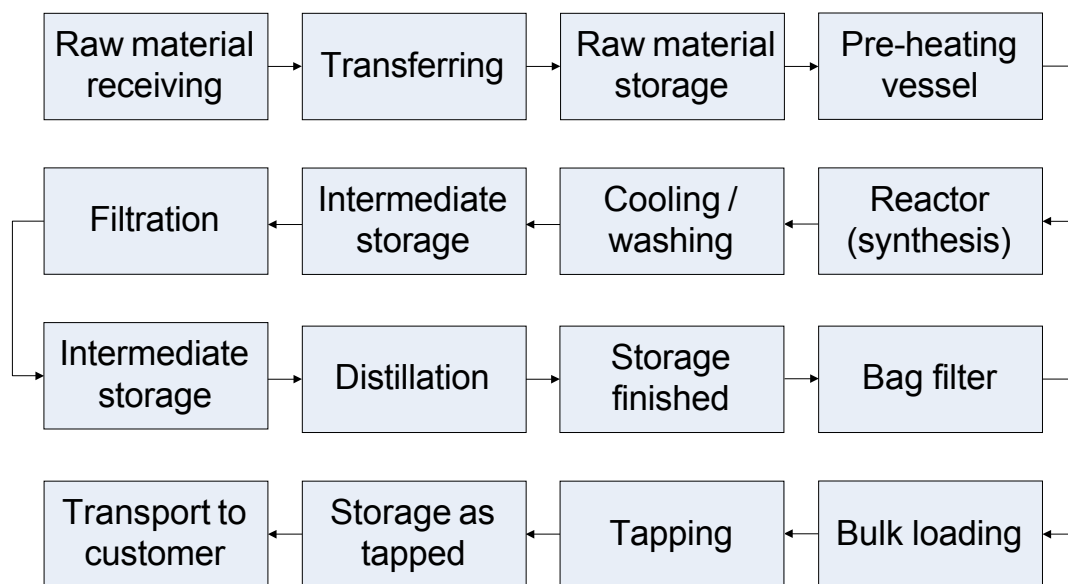 Raw material
receiving
Transferring
Raw material
storage
Pre-heating
vessel
Filtration
Intermediate
storage
Cooling /
washing
Reactor
(synthesis)
Intermediate
storage
Distillation
Storage
finished
Bag filter
Transport to
customer
Storage as
tapped
Tapping
Bulk loading